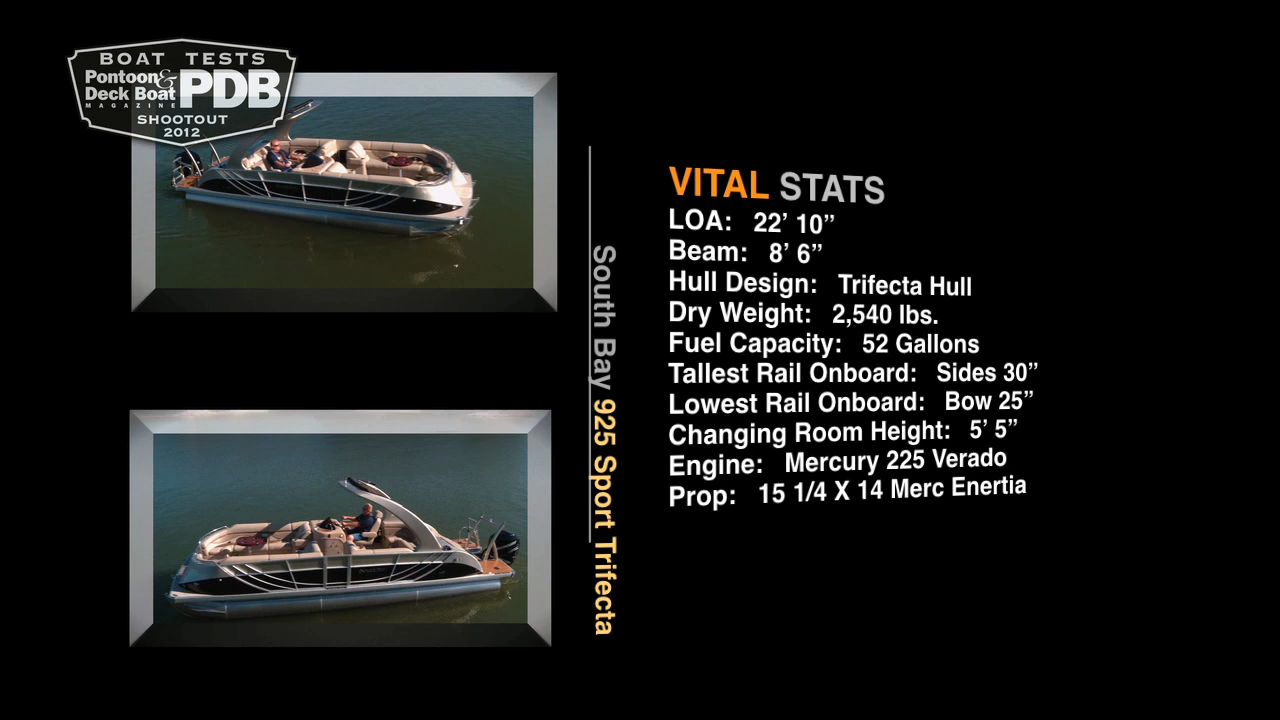 BOAT TESTS
Pontoon &
Deck Boat
MAGAZINE
PDB
SHOOTOUT
2012
South Bay 925 Sport Trifecta
VITAL STATS
LOA: 22’ 10”
Beam: 8’ 6”
Hull Design: Trifecta Hull
Dry Weight: 2,540 lbs.
Fuel Capacity: 52 Gallons
Tallest Rail Onboard: Sides 30”
Lowest Rail Onboard: Bow 25”
Changing Room Height: 5’ 5”
Engine: Mercury 225 Verado
Prop: 15 1/4 X 14 Merc Enertia